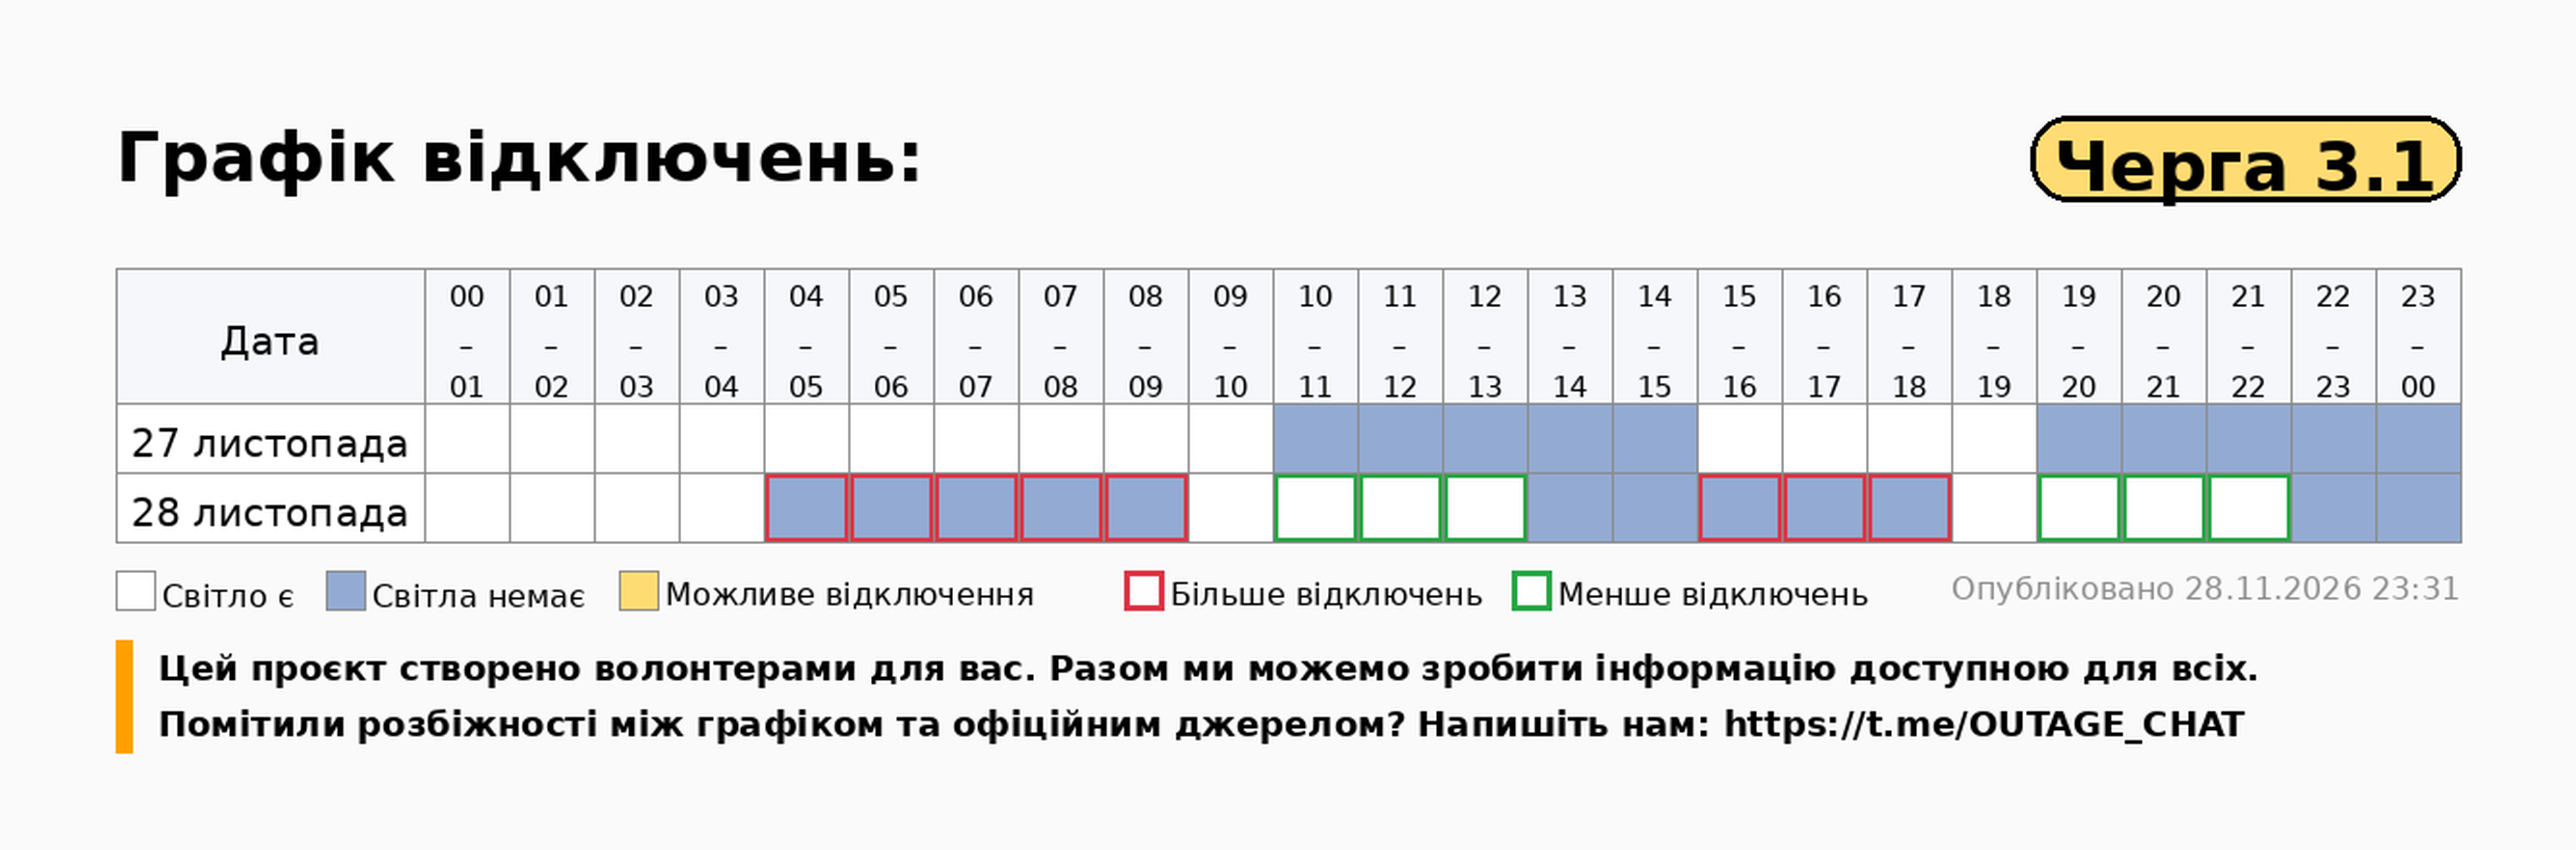 Графік відключень:
Черга 3.1
Дата 00 – 01 01 – 02 02 – 03 03 – 04 04 – 05 05 – 06 06 – 07 07 – 08 08 – 09 09 – 10 10 – 11 11 – 12 12 – 13 13 – 14 14 – 15 15 – 16 16 – 17 17 – 18 18 – 19 19 – 20 20 – 21 21 – 22 22 – 23 23 – 00
27 листопада
28 листопада
Світло є Світла немає Можливе відключення Більше відключень Менше відключень Опубліковано 28.11.2026 23:31
Цей проєкт створено волонтерами для вас. Разом ми можемо зробити інформацію доступною для всіх.
Помітили розбіжності між графіком та офіційним джерелом? Напишіть нам: https://t.me/OUTAGE_CHAT